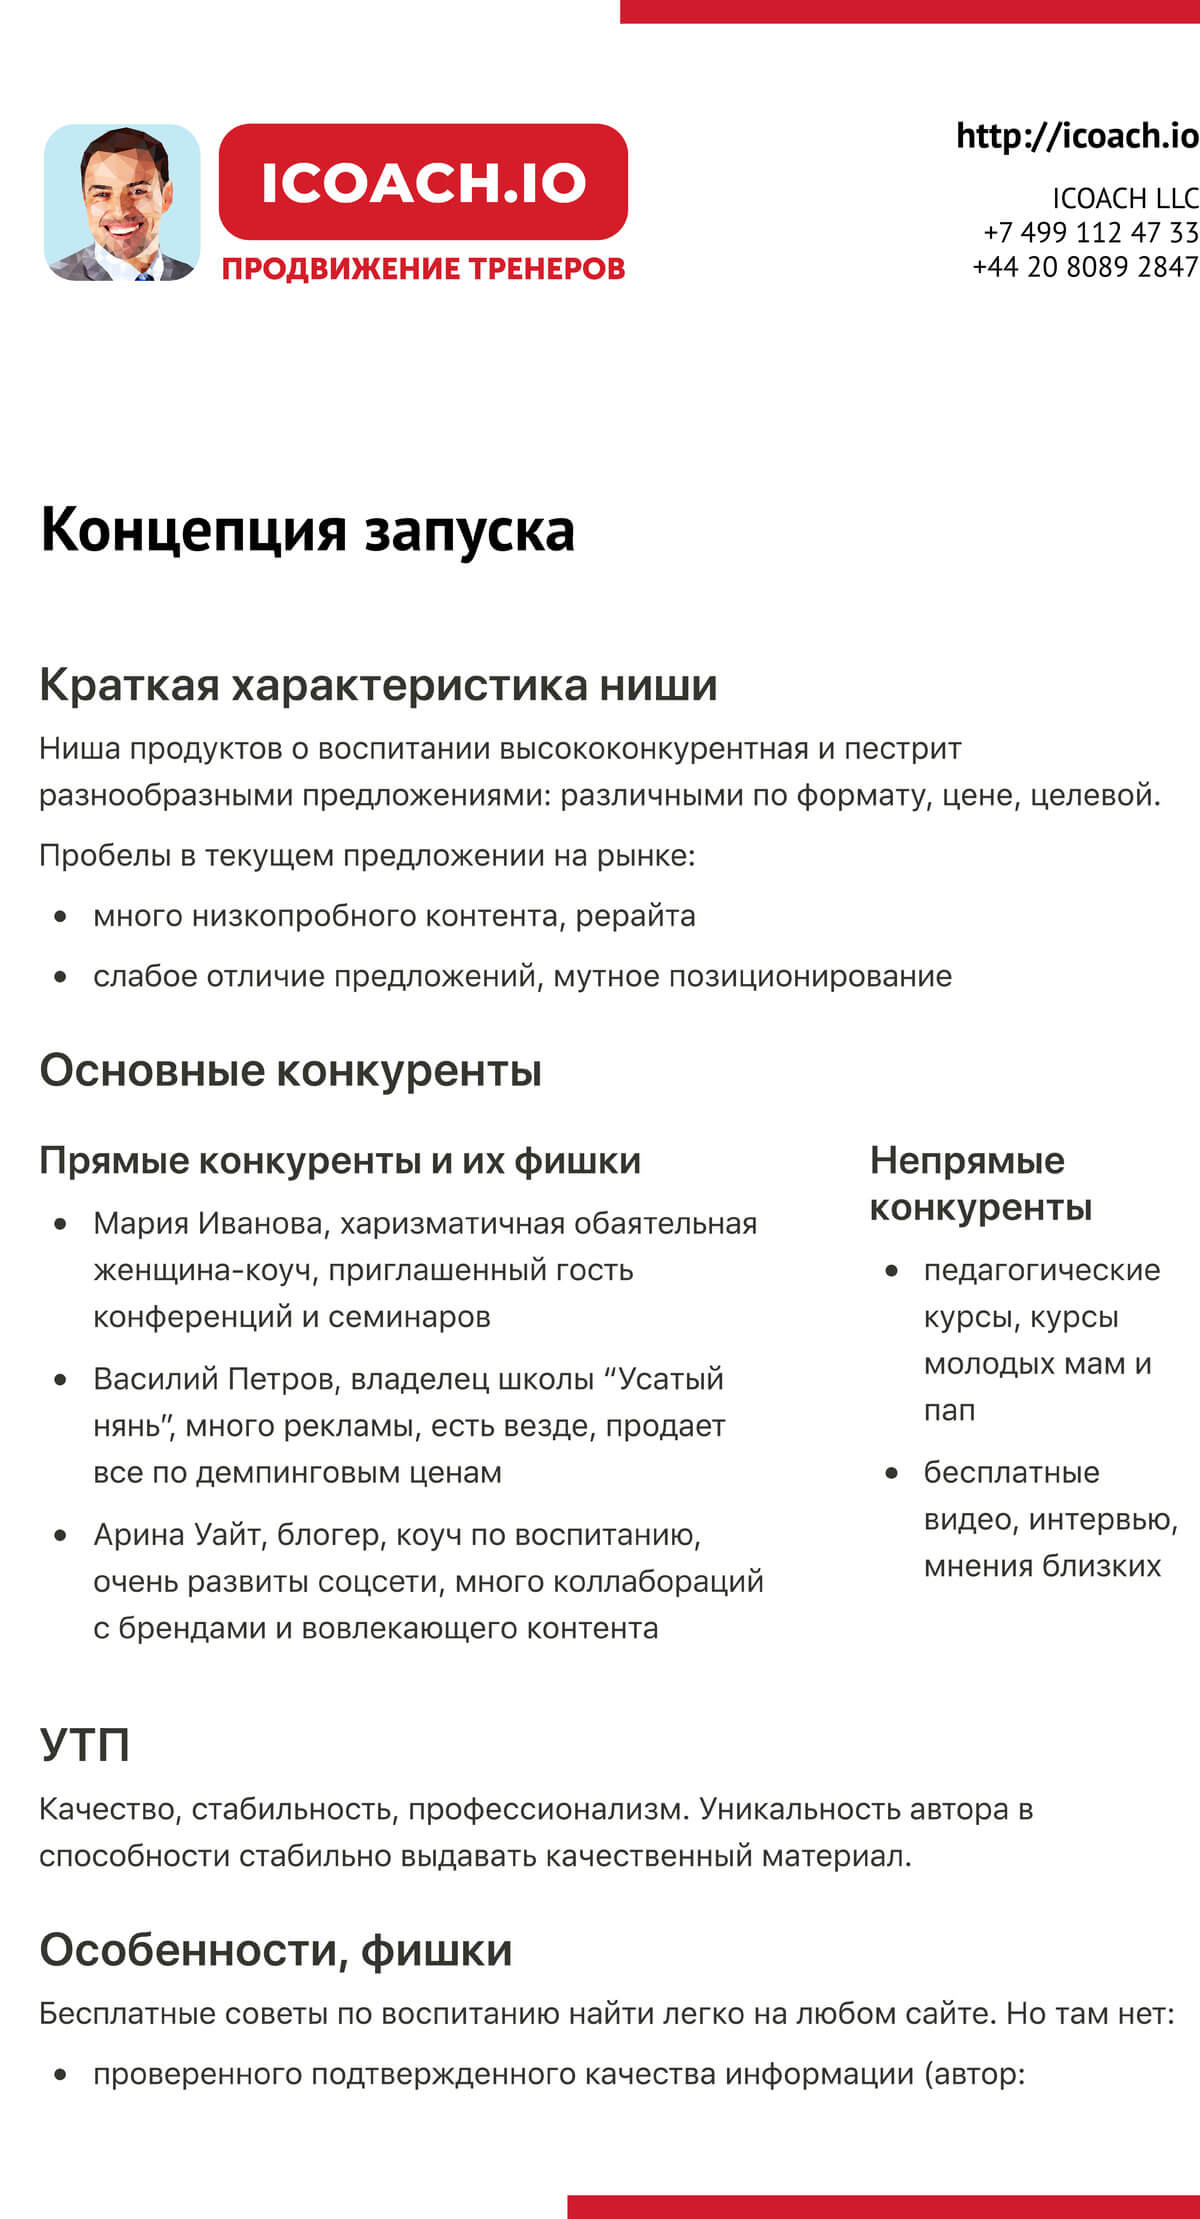 ICOACH.IO
ПРОДВИЖЕНИЕ ТРЕНЕРОВ
http://icoach.io
ICOACH LLC
+7 499 112 47 33
+44 20 8089 2847
Концепция запуска
Краткая характеристика ниши
Ниша продуктов о воспитании высококонкурентная и пестрит
разнообразными предложениями: различными по формату, цене, целевой.
Пробелы в текущем предложении на рынке:
• много низкопробного контента, рерайта
• слабое отличие предложений, мутное позиционирование
Основные конкуренты
Прямые конкуренты и их фишки
• Мария Иванова, харизматичная обаятельная
женщина-коуч, приглашенный гость
конференций и семинаров
• Василий Петров, владелец школы “Усатый
нянь”, много рекламы, есть везде, продает
все по демпинговым ценам
• Арина Уайт, блогер, коуч по воспитанию,
очень развиты соцсети, много коллабораций
с брендами и вовлекающего контента
Непрямые
конкуренты
• педагогические
курсы, курсы
молодых мам и
пап
• бесплатные
видео, интервью,
мнения близких
УТП
Качество, стабильность, профессионализм. Уникальность автора в
способности стабильно выдавать качественный материал.
Особенности, фишки
Бесплатные советы по воспитанию найти легко на любом сайте. Но там нет:
• проверенного подтвержденного качества информации (автор: